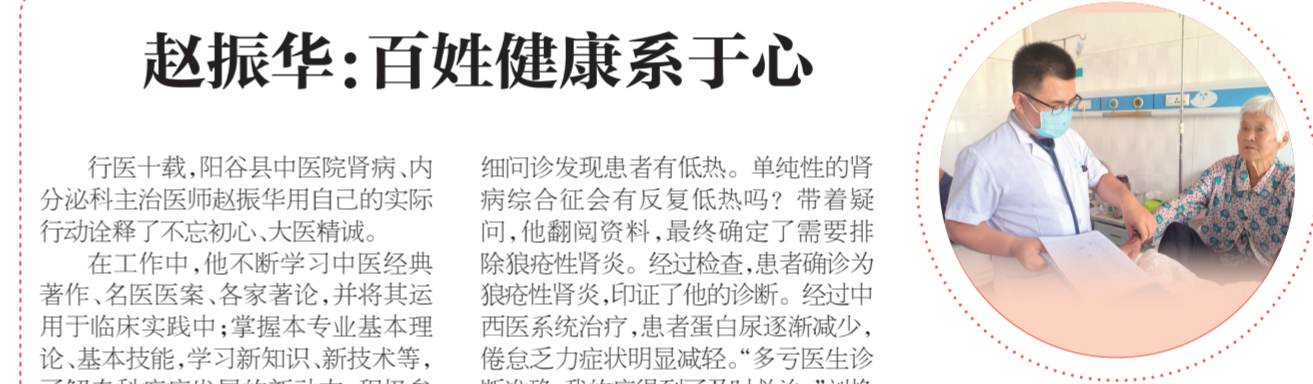 赵振华:百姓健康系于心
行医十载,阳谷县中医院肾病、内
分泌科主治医师赵振华用自己的实际
行动诠释了不忘初心、大医精诚。
在工作中,他不断学习中医经典
著作、名医医案、各家著论,并将其运
用于临床实践中;掌握本专业基本理
论、基本技能,学习新知识、新技术等,
细问诊发现患者有低热。单纯性的肾
病综合征会有反复低热吗?带着疑
问,他翻阅资料,最终确定了需要排
除狼疮性肾炎。经过检查,患者确诊为
狼疮性肾炎,印证了他的诊断。经过中
西医系统治疗,患者蛋白尿逐渐减少,
倦怠乏力症状明显减轻。“多亏医生诊